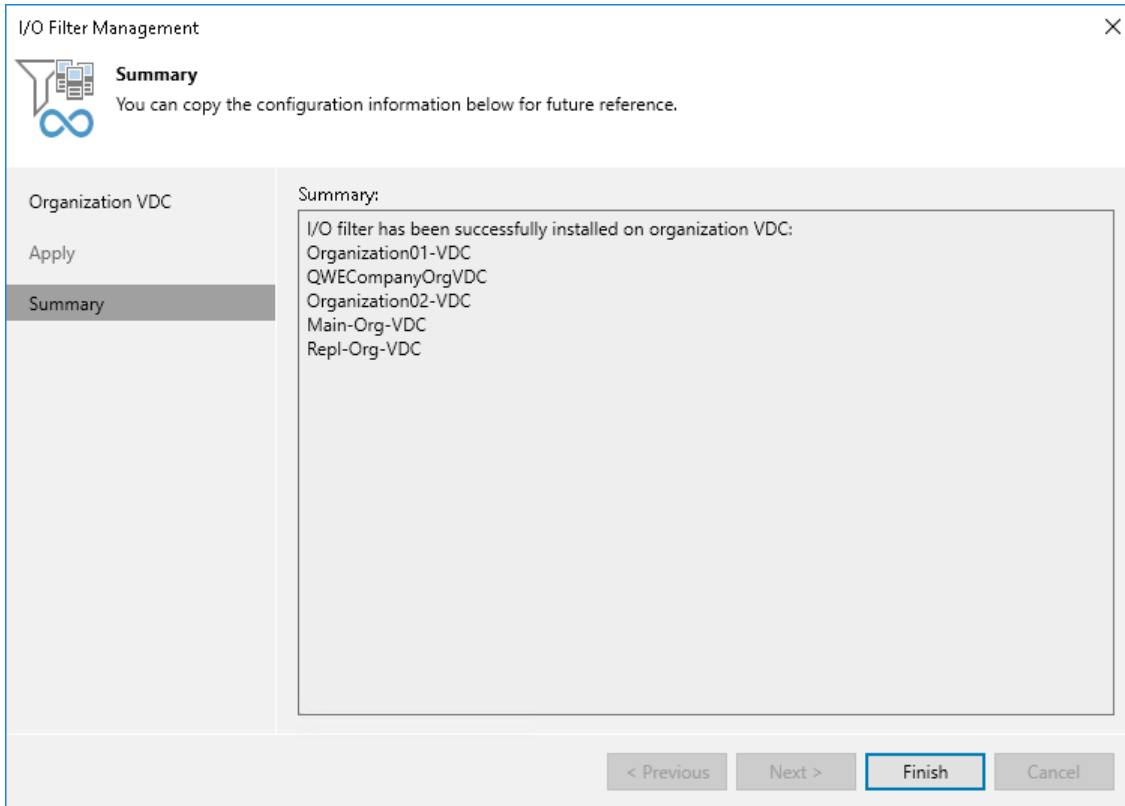 I/O Filter Management
Summary
You can copy the configuration information below for future reference.
Organization VDC
Apply
Summary
Summary:
I/O filter has been successfully installed on organization VDC:
Organization01-VDC
QWECompanyOrgVDC
Organization02-VDC
Main-Org-VDC
Repl-Org-VDC
< Previous
Next >
Finish
Cancel